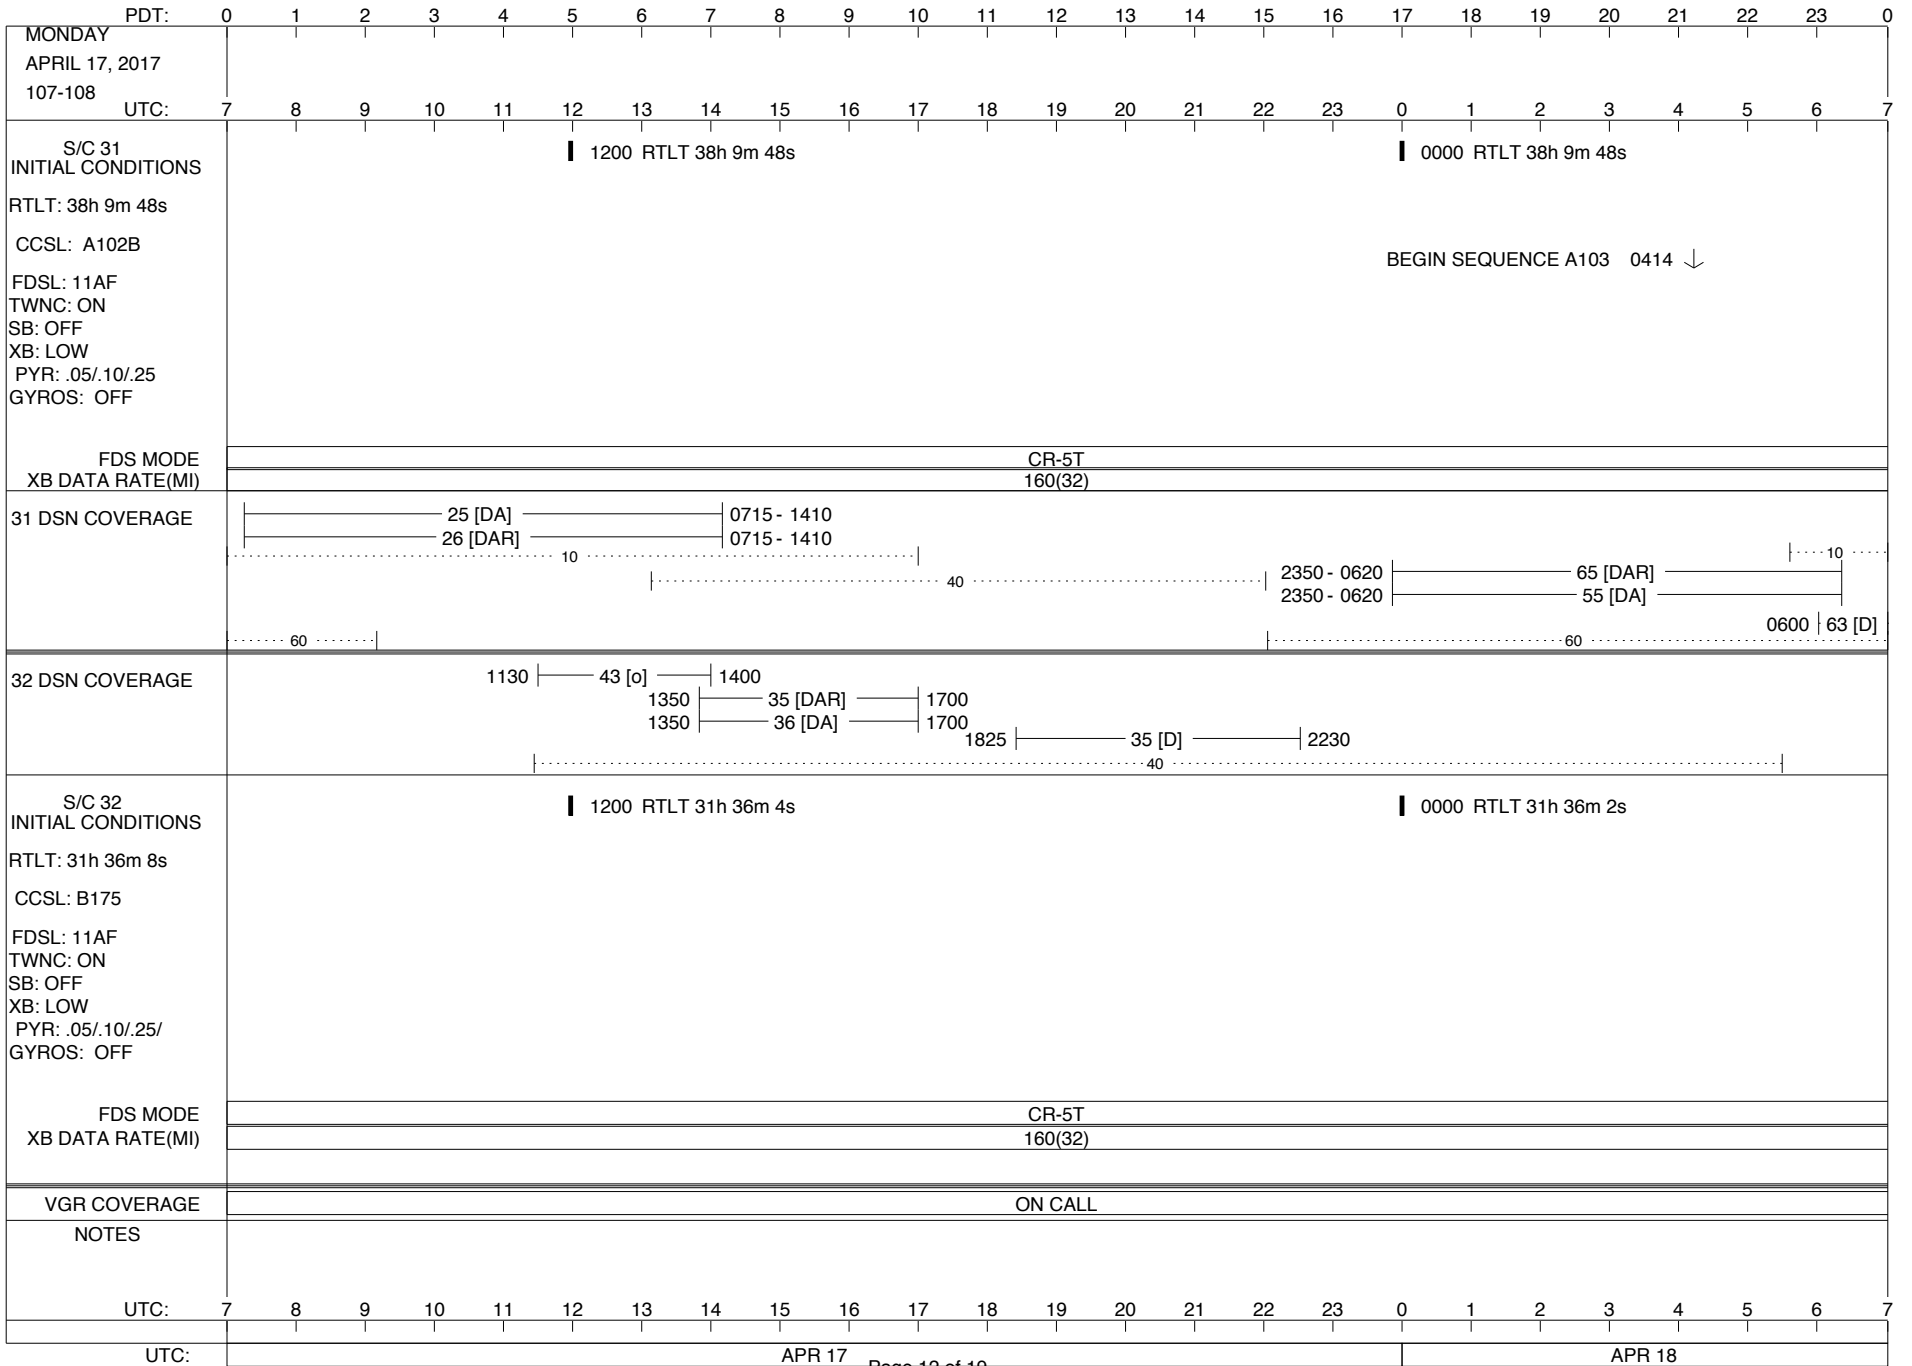 PDT: 0 1 2 3 4 5 6 7 8 9 10 11 12 13 14 15 16 17 18 19 20 21 22 23 0
MONDAY
APRIL 17, 2017
107-108
UTC: 7 8 9 10 11 12 13 14 15 16 17 18 19 20 21 22 23 0 1 2 3 4 5 6 7
S/C 31
INITIAL CONDITIONS
1200 RTLT 38h 9m 48s
0000 RTLT 38h 9m 48s
RTLT: 38h 9m 48s
CCSL: A102B
BEGIN SEQUENCE A103 0414
FDSL: 11AF
TWNC: ON
SB: OFF
XB: LOW
PYR: .05/.10/.25
GYROS: OFF
FDS MODE CR-5T
XB DATA RATE(MI) 160(32)
31 DSN COVERAGE
25 [DA] 0715 - 1410
26 [DAR] 0715 - 1410
10 10
40
2350 - 0620 65 [DAR]
2350 - 0620 55 [DA]
0600 63 [D]
60 60
32 DSN COVERAGE
1130 43 [o] 1400
1350 35 [DAR] 1700
1350 36 [DA] 1700
1825 35 [D] 2230
40
S/C 32
INITIAL CONDITIONS
1200 RTLT 31h 36m 4s
0000 RTLT 31h 36m 2s
RTLT: 31h 36m 8s
CCSL: B175
FDSL: 11AF
TWNC: ON
SB: OFF
XB: LOW
PYR: .05/.10/.25/
GYROS: OFF
FDS MODE CR-5T
XB DATA RATE(MI) 160(32)
VGR COVERAGE ON CALL
NOTES
UTC: 7 8 9 10 11 12 13 14 15 16 17 18 19 20 21 22 23 0 1 2 3 4 5 6 7
UTC: APR 17 APR 18
Page 12 of 19